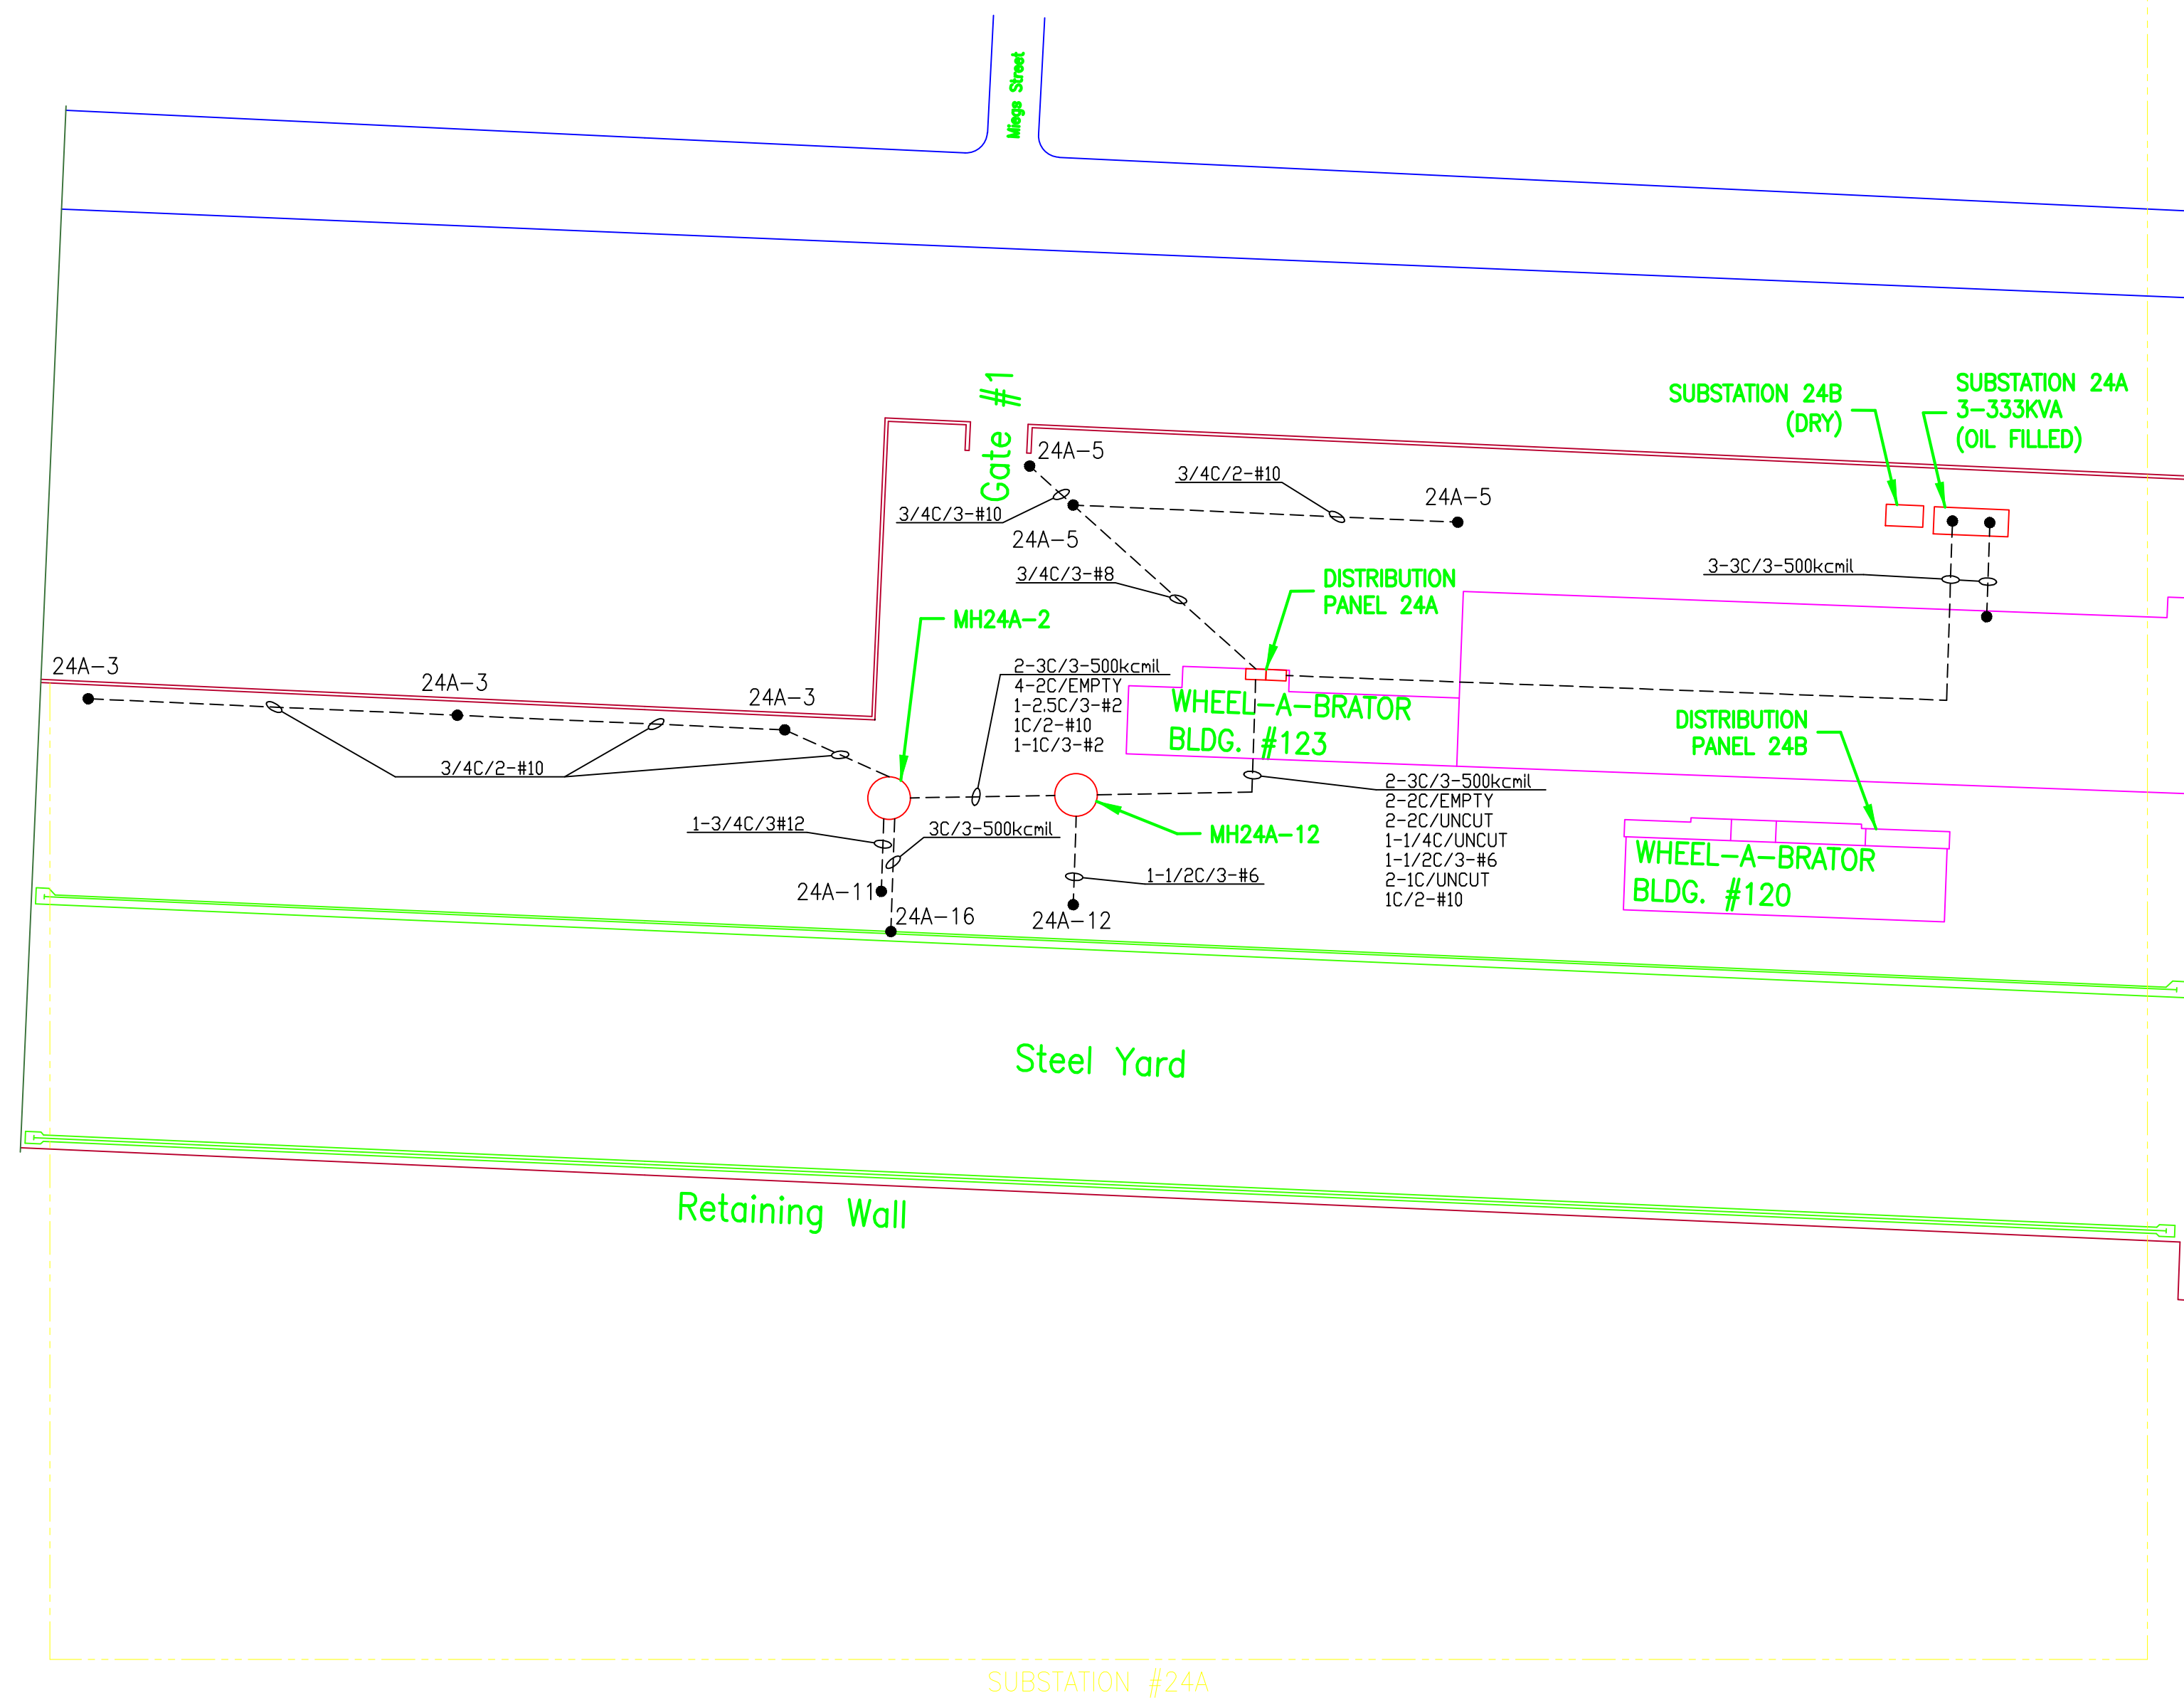 Miegs Street
Gate #1
SUBSTATION 24B
(DRY)
SUBSTATION 24A
3-333KVA
(OIL FILLED)
24A-5
3/4C/2-#10
24A-5
3/4C/3-#10
24A-5
3/4C/3-#8
3-3C/3-500kcmil
DISTRIBUTION
PANEL 24A
MH24A-2
24A-3
24A-3
24A-3
2-3C/3-500kcmil
4-2C/EMPTY
1-2.5C/3-#2
1C/2-#10
1-1C/3-#2
WHEEL-A-BRATOR
BLDG. #123
DISTRIBUTION
PANEL 24B
3/4C/2-#10
2-3C/3-500kcmil
2-2C/EMPTY
2-2C/UNCUT
1-1/4C/UNCUT
1-1/2C/3-#6
2-1C/UNCUT
1C/2-#10
1-3/4C/3#12
3C/3-500kcmil
MH24A-12
WHEEL-A-BRATOR
BLDG. #120
1-1/2C/3-#6
24A-11
24A-16
24A-12
Steel Yard
Retaining Wall
SUBSTATION #24A